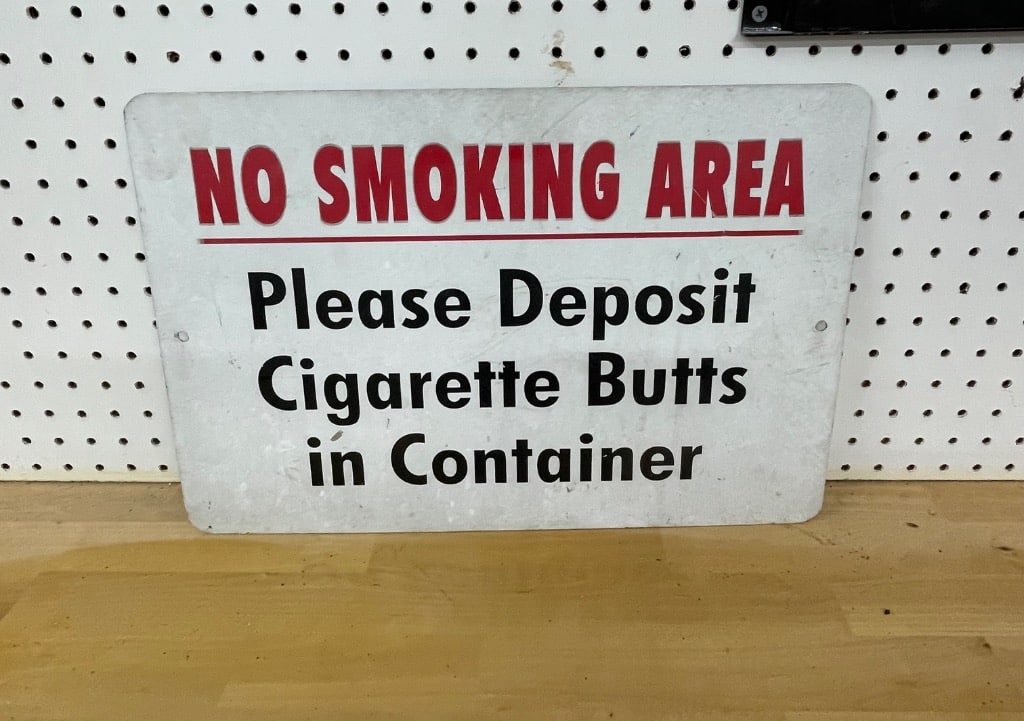 NO SMOKING AREA
Please Deposit
Cigarette Butts
in Container